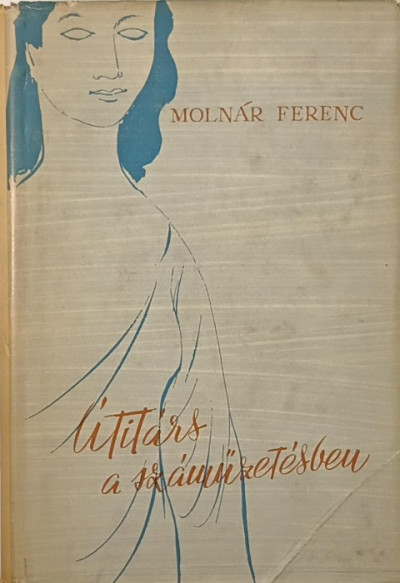 MOLNÁR FERENC
Útitárs
a száműzetésben